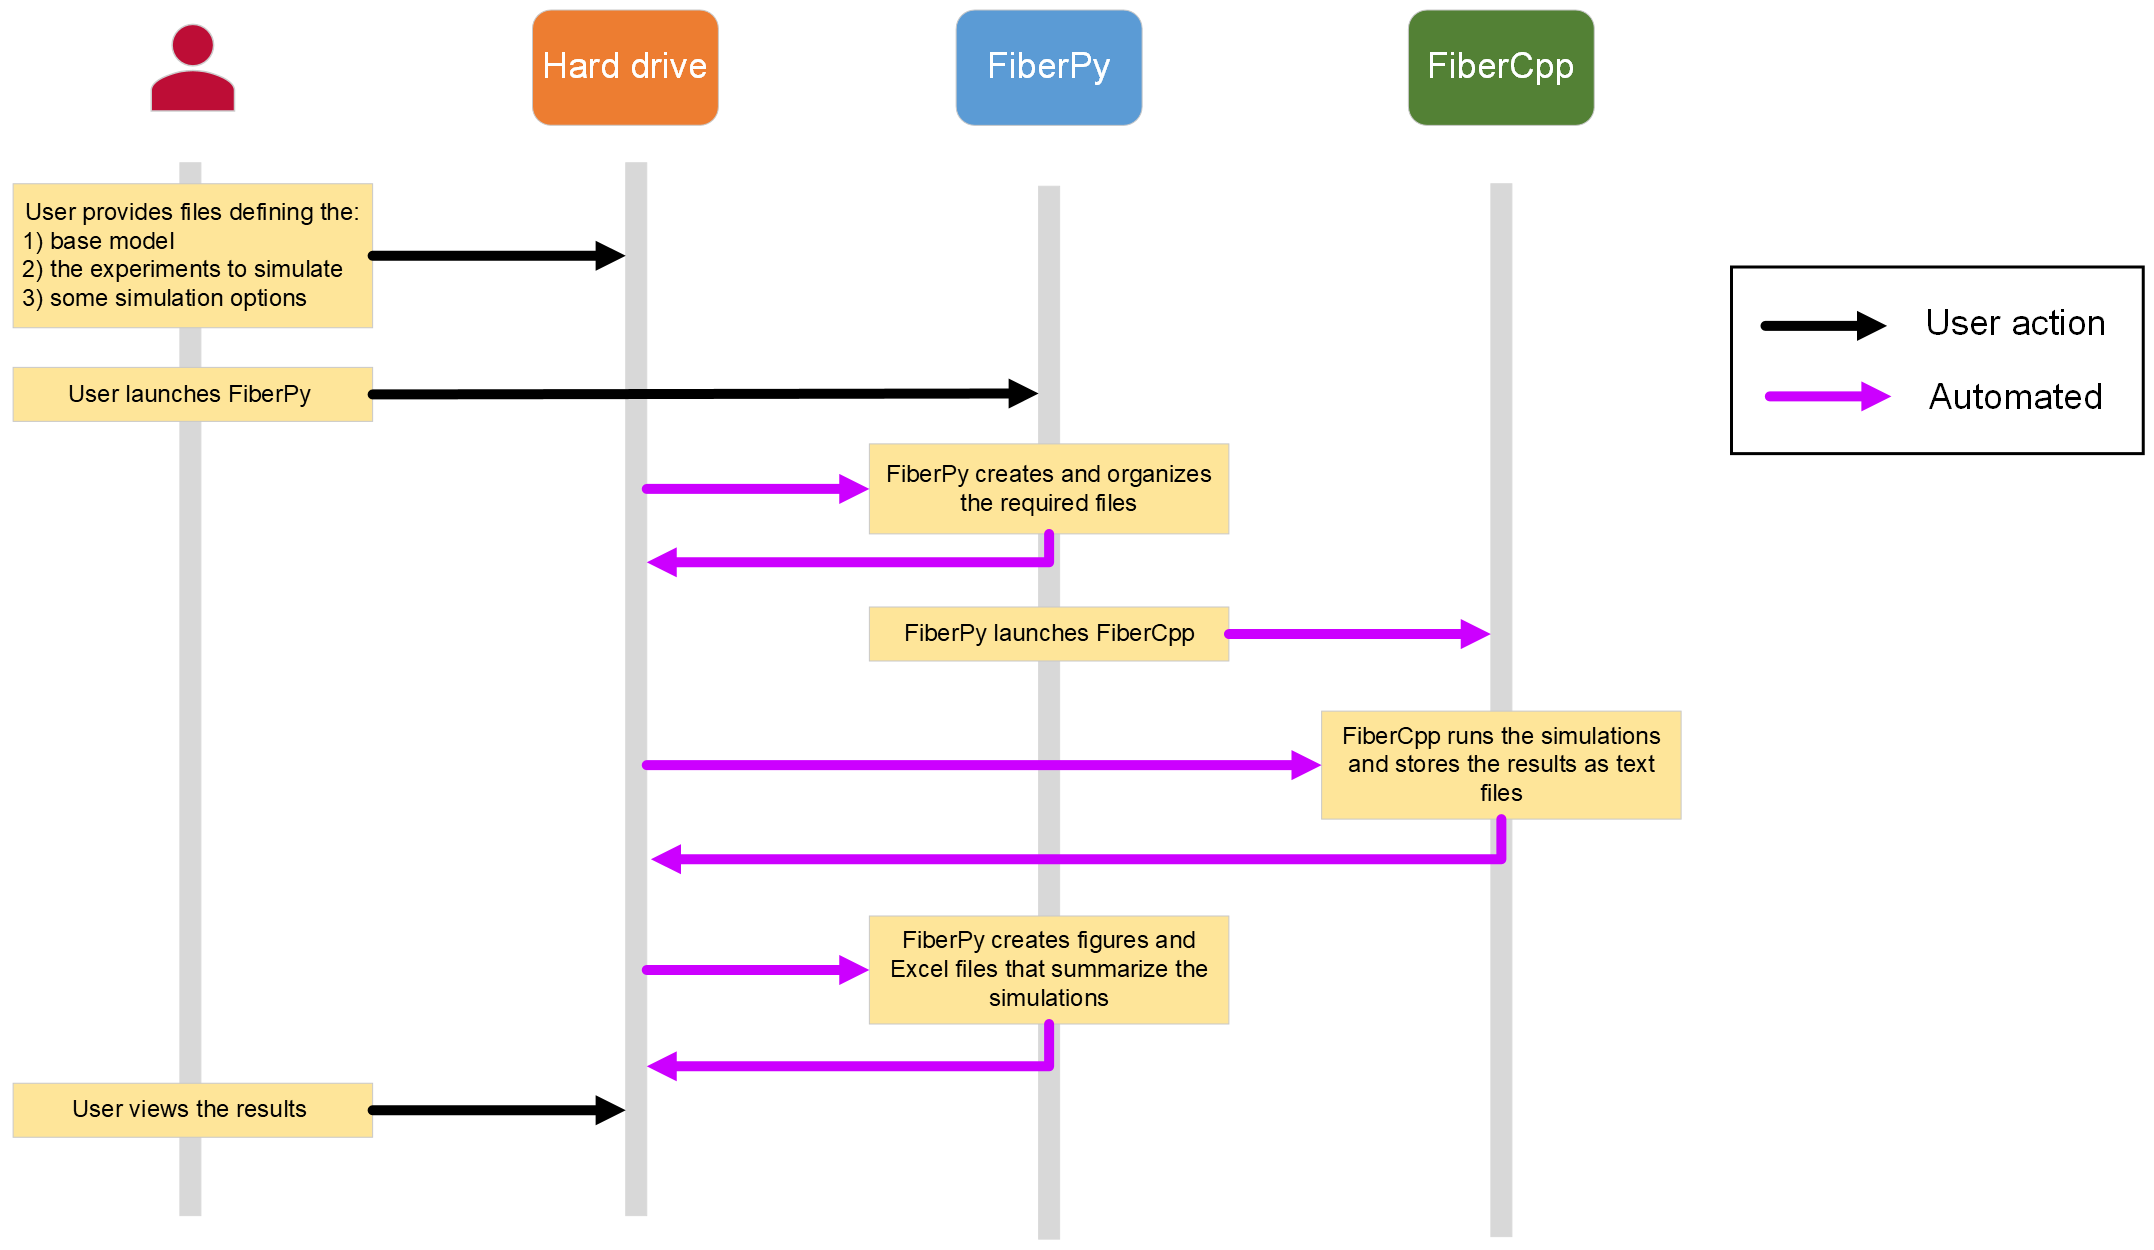 Hard drive
FiberPy
FiberCpp
User provides files defining the:
1) base model
2) the experiments to simulate
3) some simulation options
User action
Automated
User launches FiberPy
FiberPy creates and organizes
the required files
FiberPy launches FiberCpp
FiberCpp runs the simulations
and stores the results as text
files
FiberPy creates figures and
Excel files that summarize the
simulations
User views the results